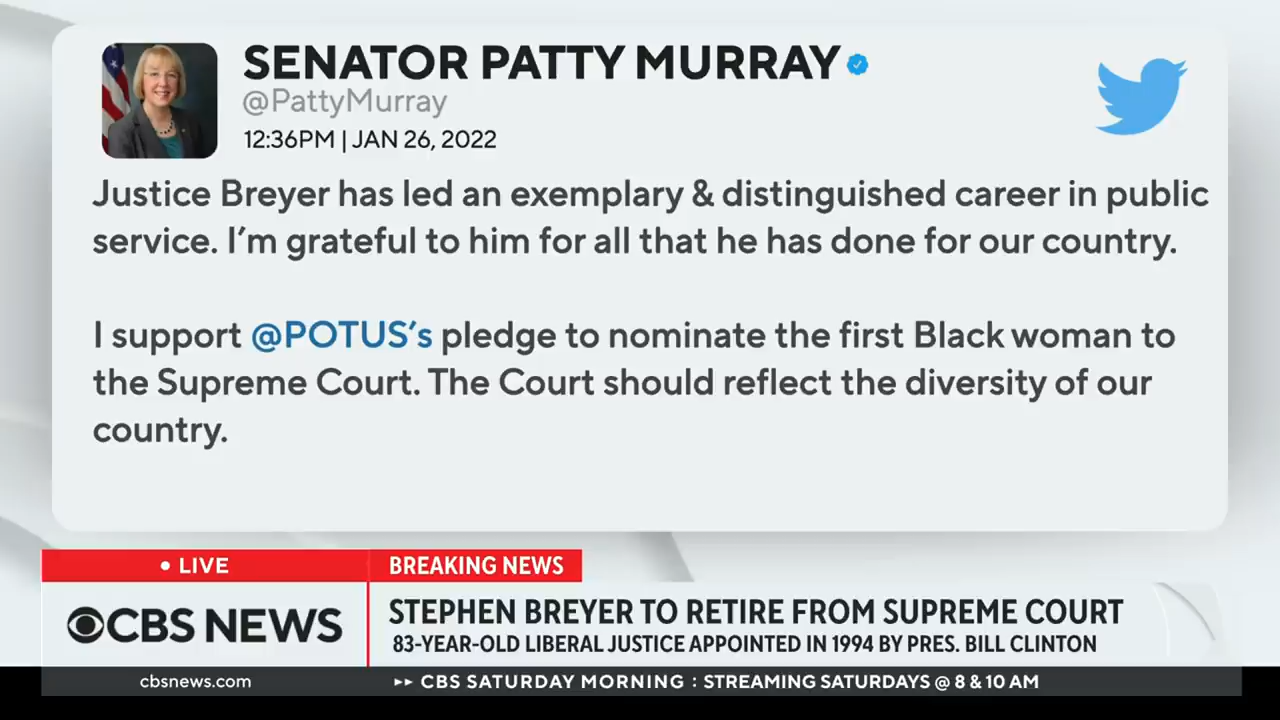 SENATOR PATTY MURRAY
@PattyMurray
12:36PM | JAN 26, 2022
Justice Breyer has led an exemplary & distinguished career in public
service. I'm grateful to him for all that he has done for our country.
I support @POTUS's pledge to nominate the first Black woman to
the Supreme Court. The Court should reflect the diversity of our
country.
• LIVE
BREAKING NEWS
CBS NEWS
STEPHEN BREYER TO RETIRE FROM SUPREME COURT
83-YEAR-OLD LIBERAL JUSTICE APPOINTED IN 1994 BY PRES. BILL CLINTON
cbsnews.com
CBS SATURDAY MORNING : STREAMING SATURDAYS @ 8 & 10 AM